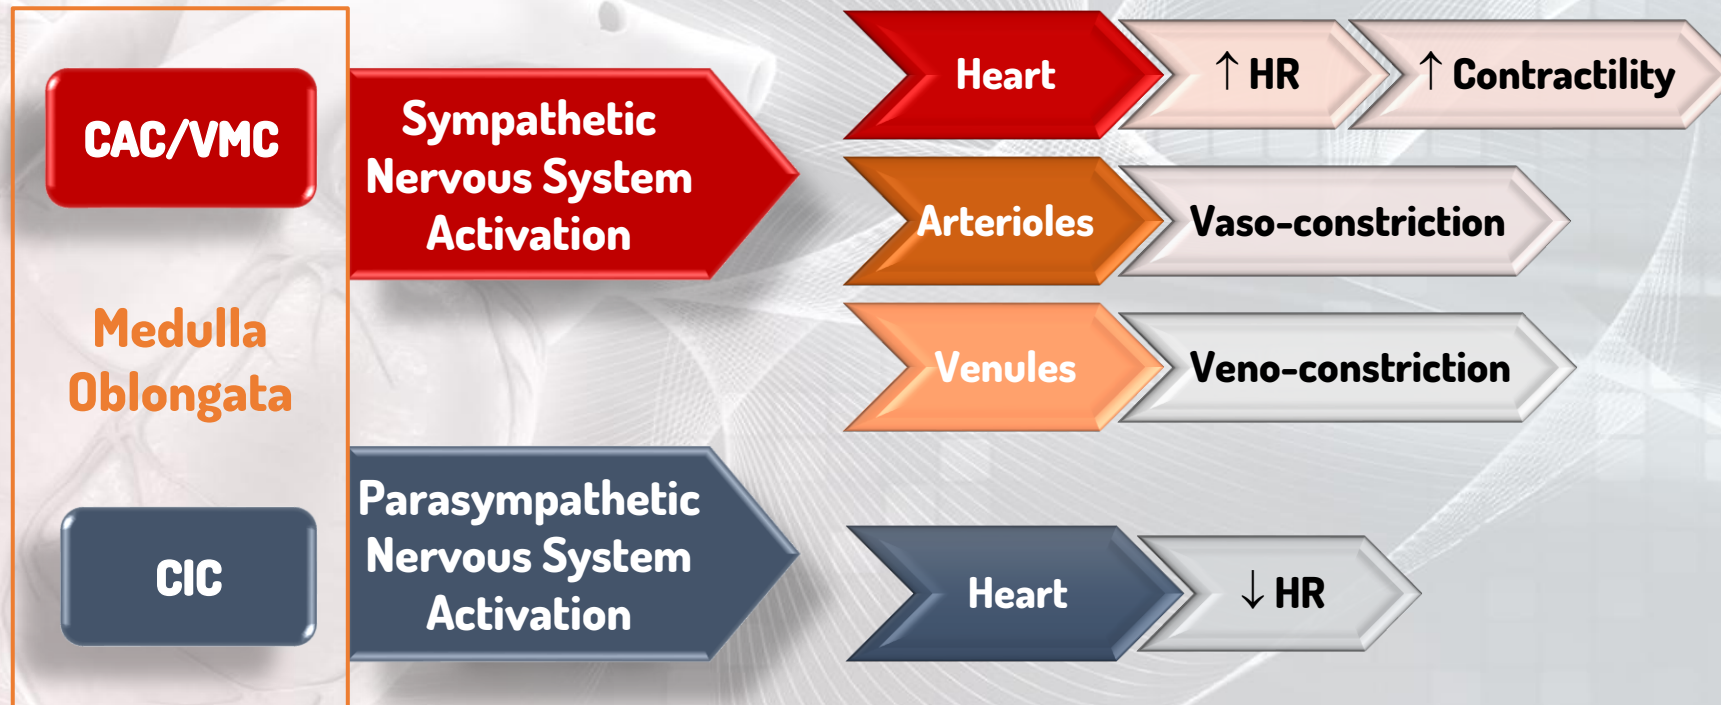 CAC/VMC
Medulla
Oblongata
CIC
Sympathetic
Nervous System
Activation
Heart
↑ HR
↑ Contractility
Arterioles
Vaso-constriction
Venules
Veno-constriction
Parasympathetic
Nervous System
Activation
Heart
↓ HR